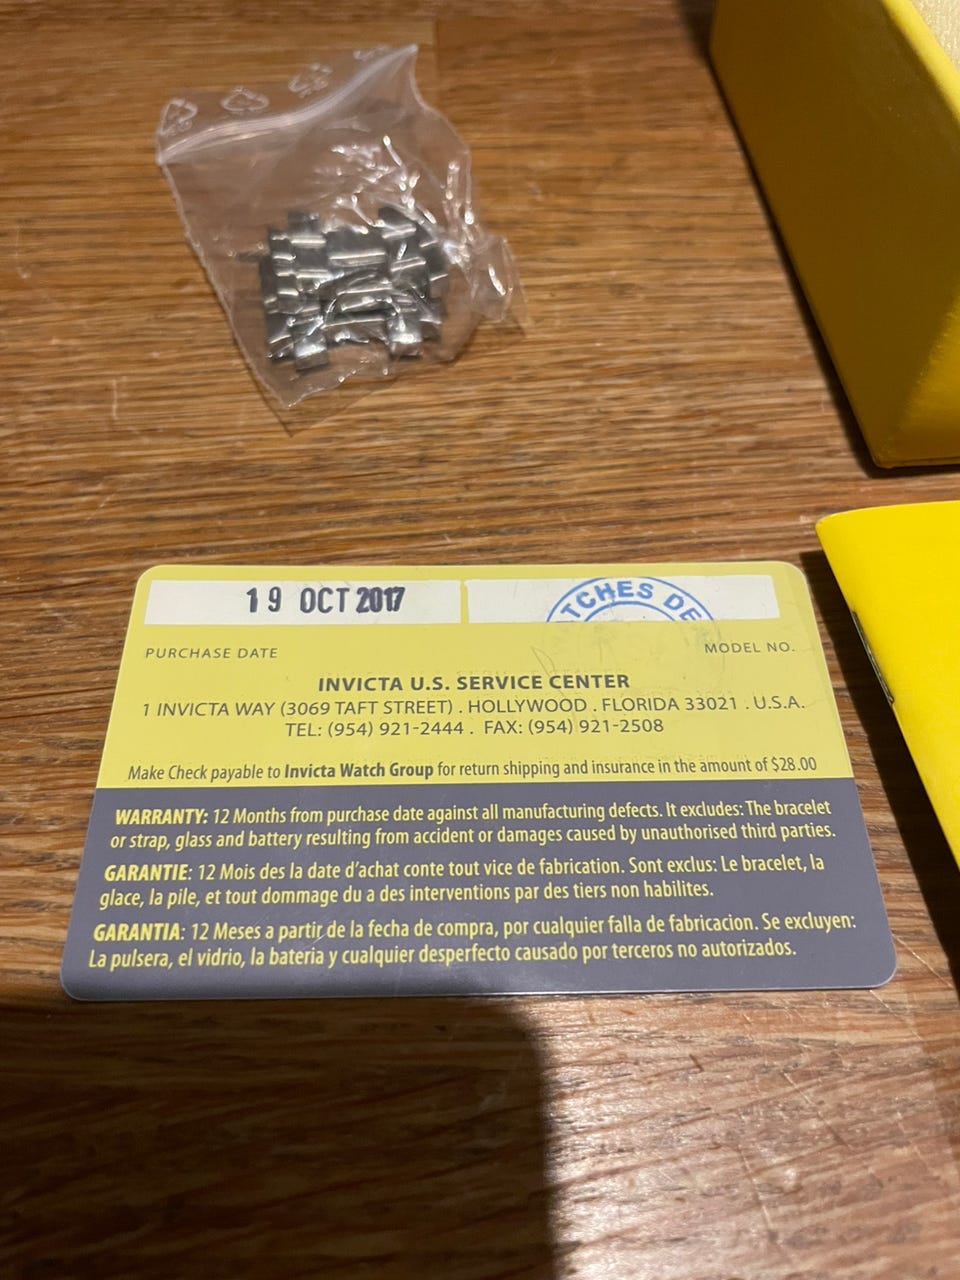 19 OCT 2017
TCHES DE
PURCHASE DATE
MODEL NO.
INVICTA U.S. SERVICE CENTER
1 INVICTA WAY (3069 TAFT STREET) . HOLLYWOOD . FLORIDA 33021 . U.S.A.
TEL: (954) 921-2444 . FAX: (954) 921-2508
Make Check payable to Invicta Watch Group for return shipping and insurance in the amount of $28.00
WARRANTY: 12 Months from purchase date against all manufacturing defects. It excludes: The bracelet
or strap, glass and battery resulting from accident or damages caused by unauthorised third parties.
GARANTIE: 12 Mois des la date d'achat conte tout vice de fabrication. Sont exclus: Le bracelet, la
glace, la pile, et tout dommage du a des interventions par des tiers non habilites.
GARANTIA: 12 Meses a partir de la fecha de compra, por cualquier falla de fabricacion. Se excluyen:
La pulsera, el vidrio, la bateria y cualquier desperfecto causado por terceros no autorizados.